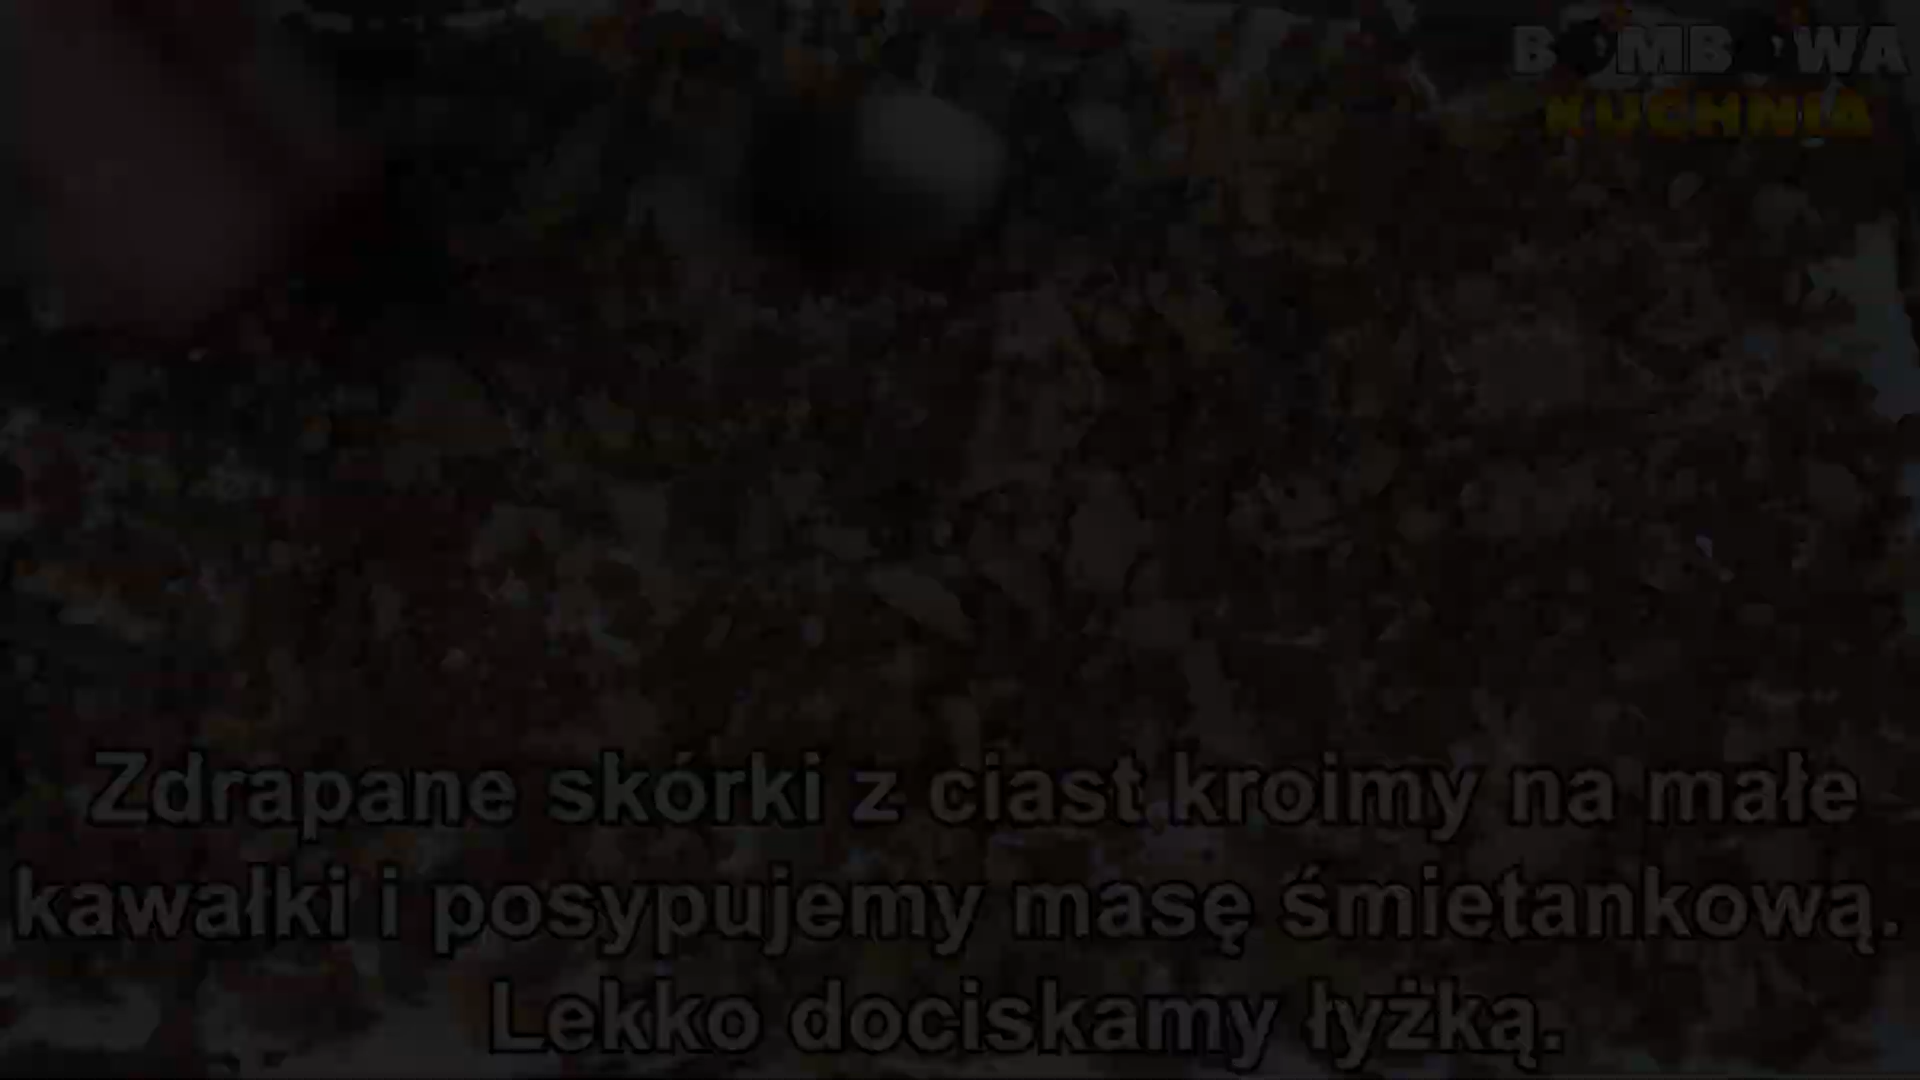 BOMBOWA
KUCHNIA
Zdrapane skórki z ciast kroimy na małe
kawałki i posypujemy masę śmietankową.
Lekko dociskamy łyżką.